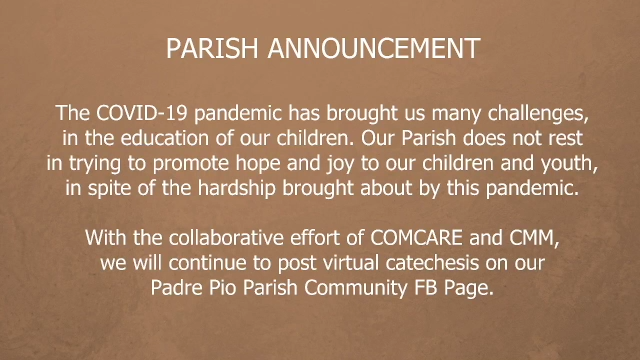 PARISH ANNOUNCEMENT
The COVID-19 pandemic has brought us many challenges,
in the education of our children. Our Parish does not rest
in trying to promote hope and joy to our children and youth,
in spite of the hardship brought about by this pandemic.
With the collaborative effort of COMCARE and CMM,
we will continue to post virtual catechesis on our
Padre Pio Parish Community FB Page.